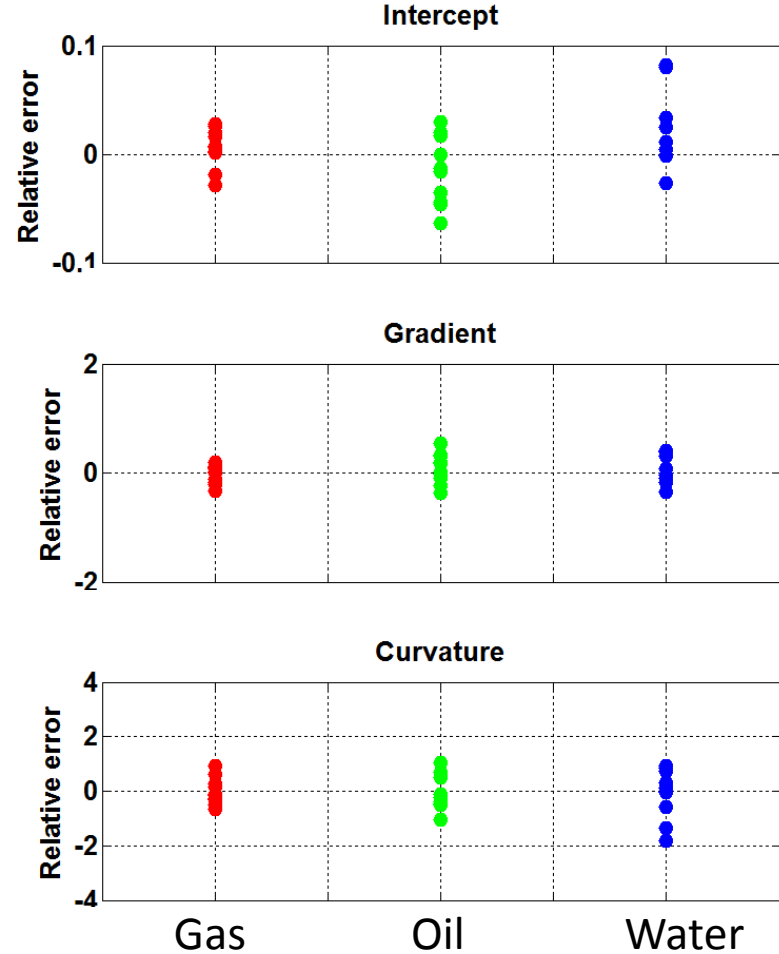 Intercept
0.1
0
-0.1
Relative error
Gradient
2
0
-2
Relative error
Curvature
4
2
0
-2
-4
Relative error
Gas Oil Water